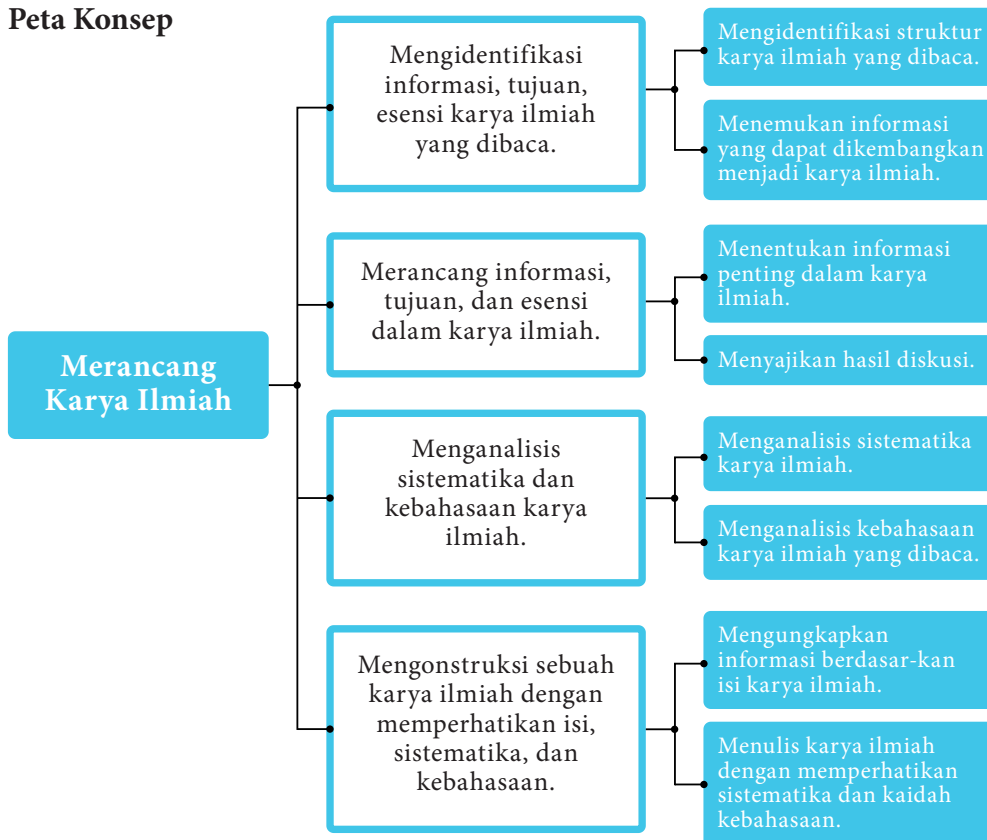 Peta Konsep
Merancang
Karya Ilmiah
Mengidentifikasi
informasi, tujuan,
esensi karya ilmiah
yang dibaca.
Mengidentifikasi struktur
karya ilmiah yang dibaca.
Menemukan informasi
yang dapat dikembangkan
menjadi karya ilmiah.
Merancang informasi,
tujuan, dan esensi
dalam karya ilmiah.
Menentukan informasi
penting dalam karya
ilmiah.
Menyajikan hasil diskusi.
Menganalisis
sistematika dan
kebahasaan karya
ilmiah.
Menganalisis sistematika
karya ilmiah.
Menganalisis kebahasaan
karya ilmiah yang dibaca.
Mengonstruksi sebuah
karya ilmiah dengan
memperhatikan isi,
sistematika, dan
kebahasaan.
Mengungkapkan
informasi berdasar-kan
isi karya ilmiah.
Menulis karya ilmiah
dengan memperhatikan
sistematika dan kaidah
kebahasaan.